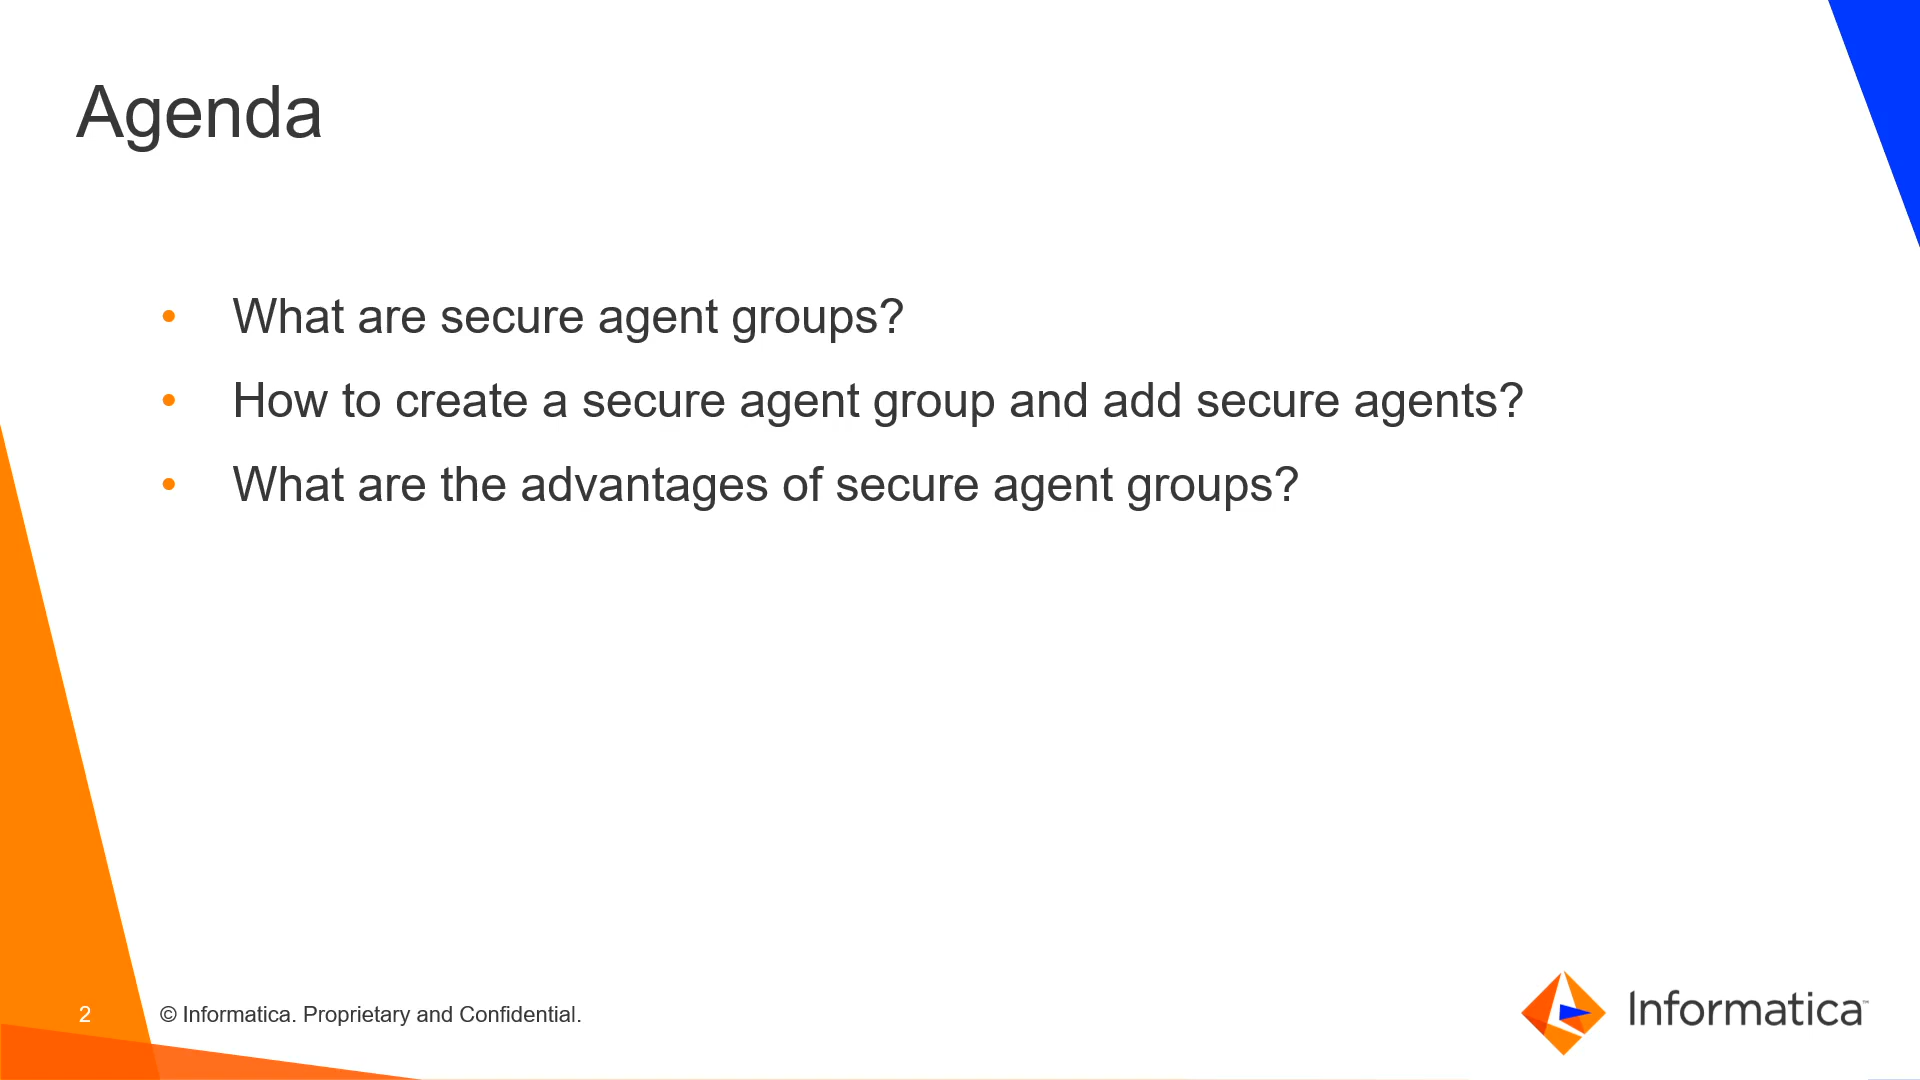 Agenda
• What are secure agent groups?
• How to create a secure agent group and add secure agents?
• What are the advantages of secure agent groups?
2 © Informatica. Proprietary and Confidential.
Informatica™